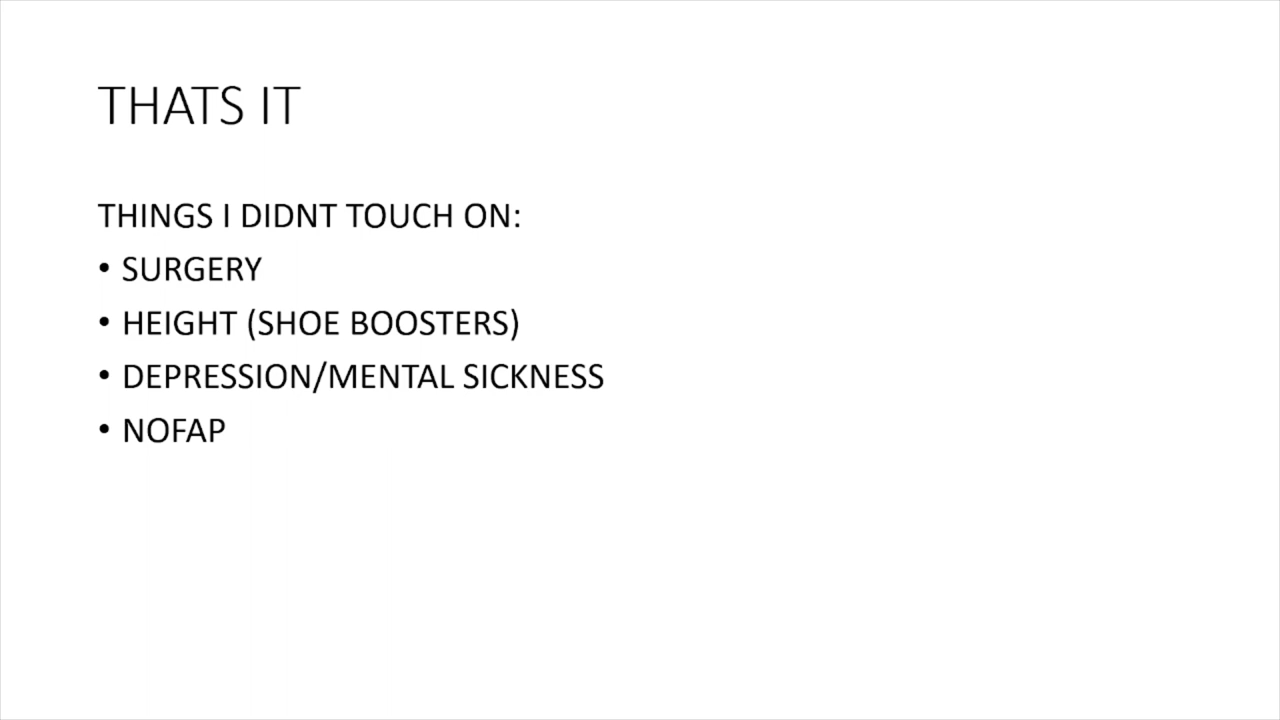 THATS IT
THINGS I DIDNT TOUCH ON:
• SURGERY
• HEIGHT (SHOE BOOSTERS)
• DEPRESSION/MENTAL SICKNESS
• NOFAP